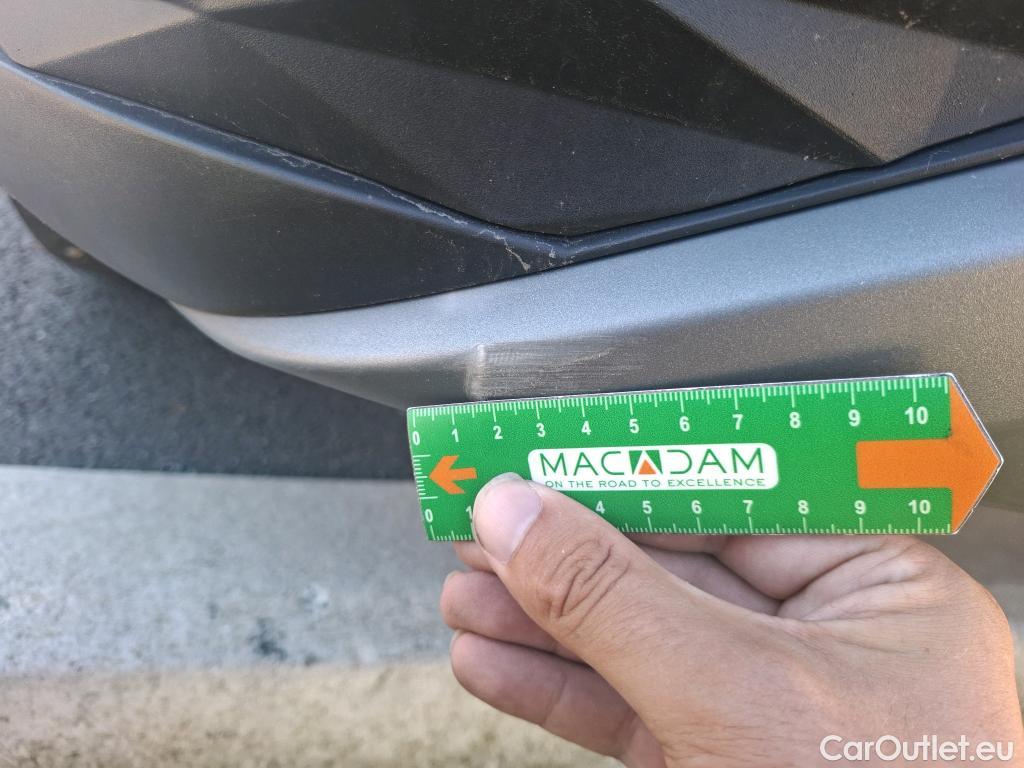 0 1 2 3 4 5 6 7 8 9 10
MACADAM
ON THE ROAD TO EXCELLENCE
0 1 4 5 6 7 8 9 10
CarOutlet.eu